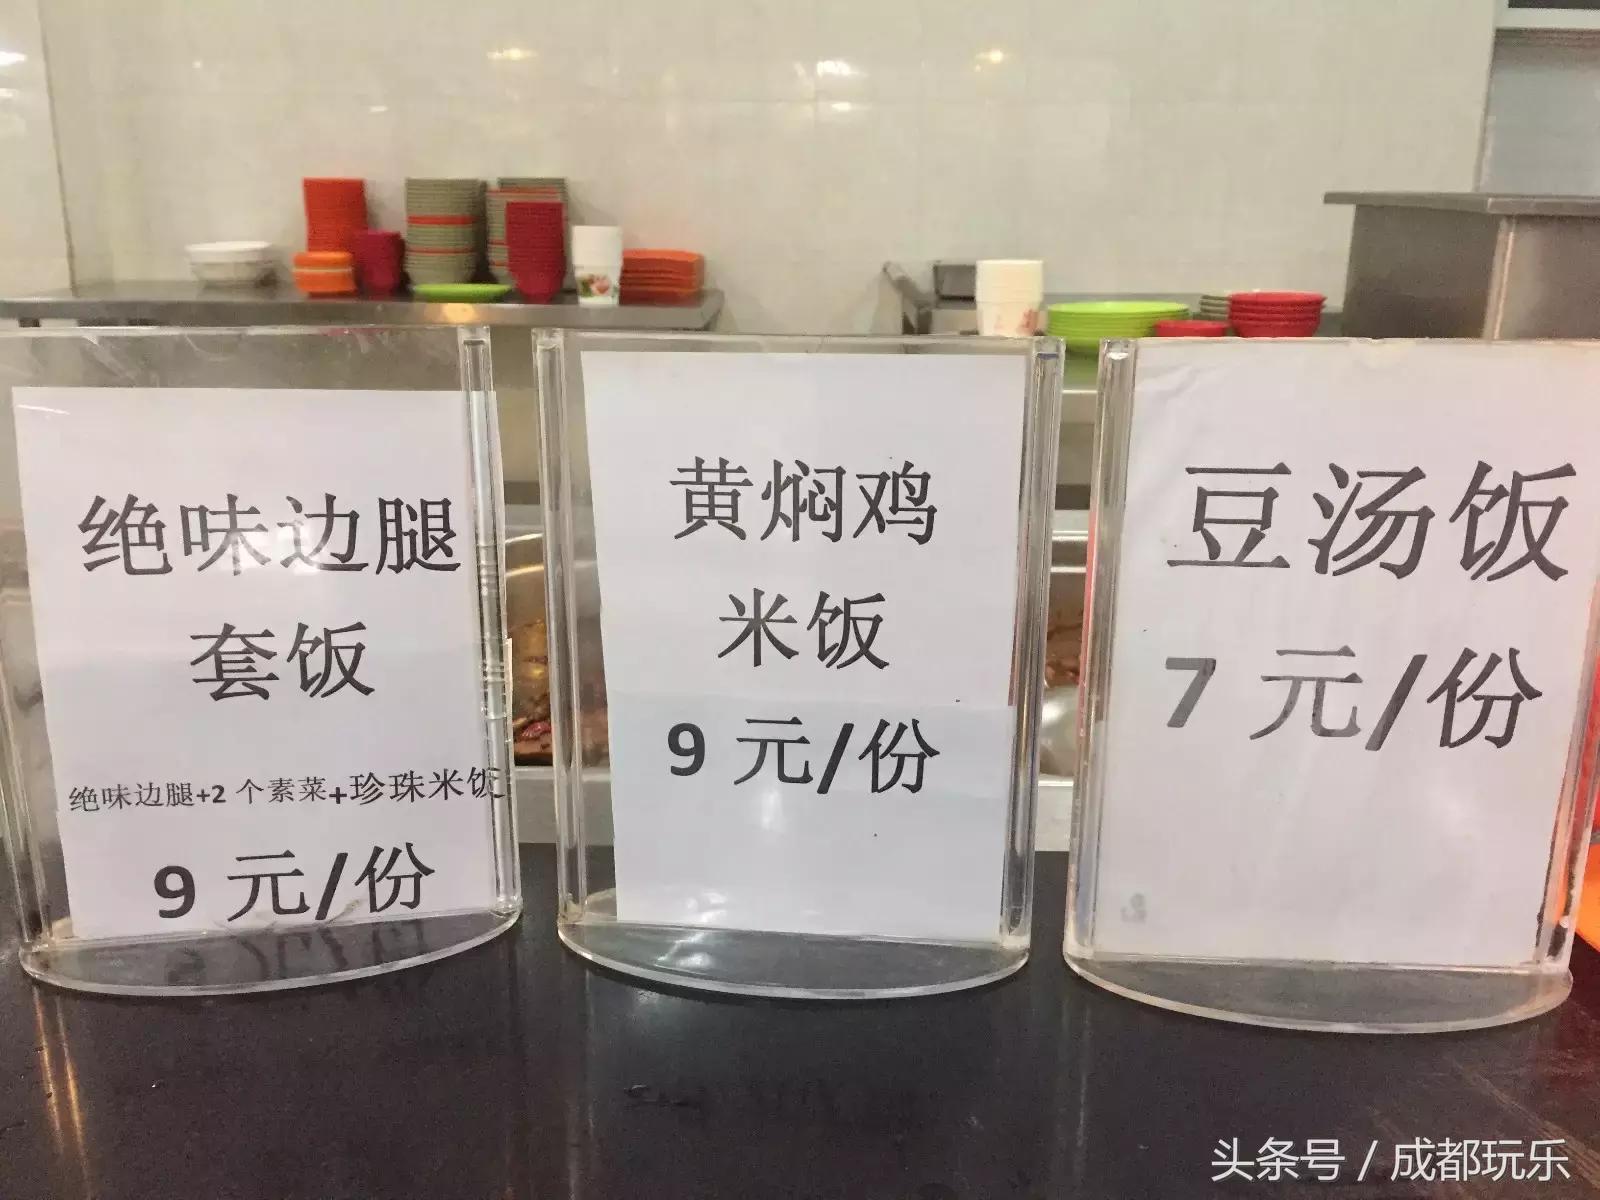 绝味边腿
套饭
绝味边腿+2 个素菜+珍珠米饭
9 元/份
黄焖鸡
米饭
9 元/份
豆汤饭
7 元/份
头条号 / 成都玩乐